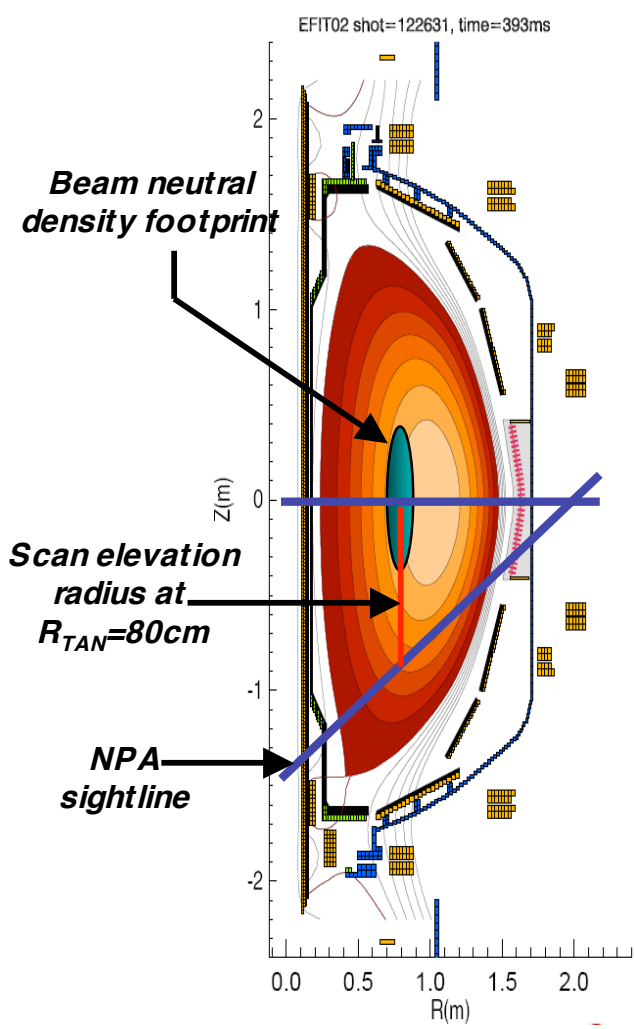 EFIT02 shot=122631, time=393ms
2
Beam neutral
density footprint
1
Z(m)
0
Scan elevation
radius at
R_TAN=80cm
-1
NPA
sightline
-2
0.0 0.5 1.0 1.5 2.0
R(m)